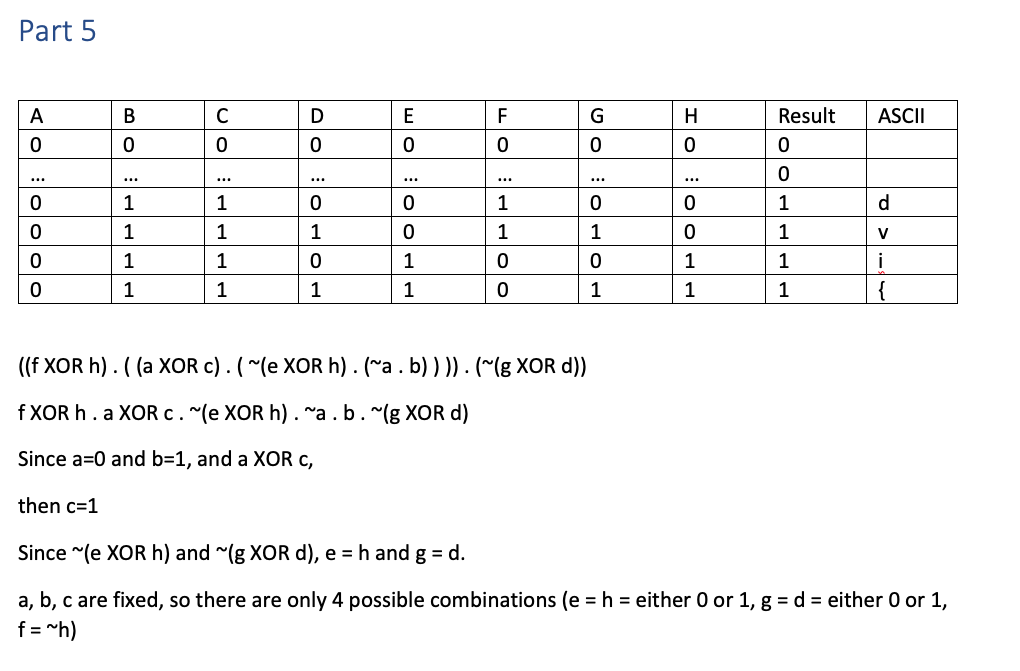 Part 5
A B C D E F G H Result ASCII
0 0 0 0 0 0 0 0 0
... ... ... ... ... ... ... ... 0
0 1 1 0 0 1 0 0 1 d
0 1 1 1 0 1 1 0 1 v
0 1 1 0 1 0 0 1 1 i
0 1 1 1 1 0 1 1 1 {
((f XOR h) . ( (a XOR c) . ( ~(e XOR h) . (~a . b) ) )) . (~(g XOR d))
f XOR h . a XOR c . ~(e XOR h) . ~a . b . ~(g XOR d)
Since a=0 and b=1, and a XOR c,
then c=1
Since ~(e XOR h) and ~(g XOR d), e = h and g = d.
a, b, c are fixed, so there are only 4 possible combinations (e = h = either 0 or 1, g = d = either 0 or 1,
f = ~h)